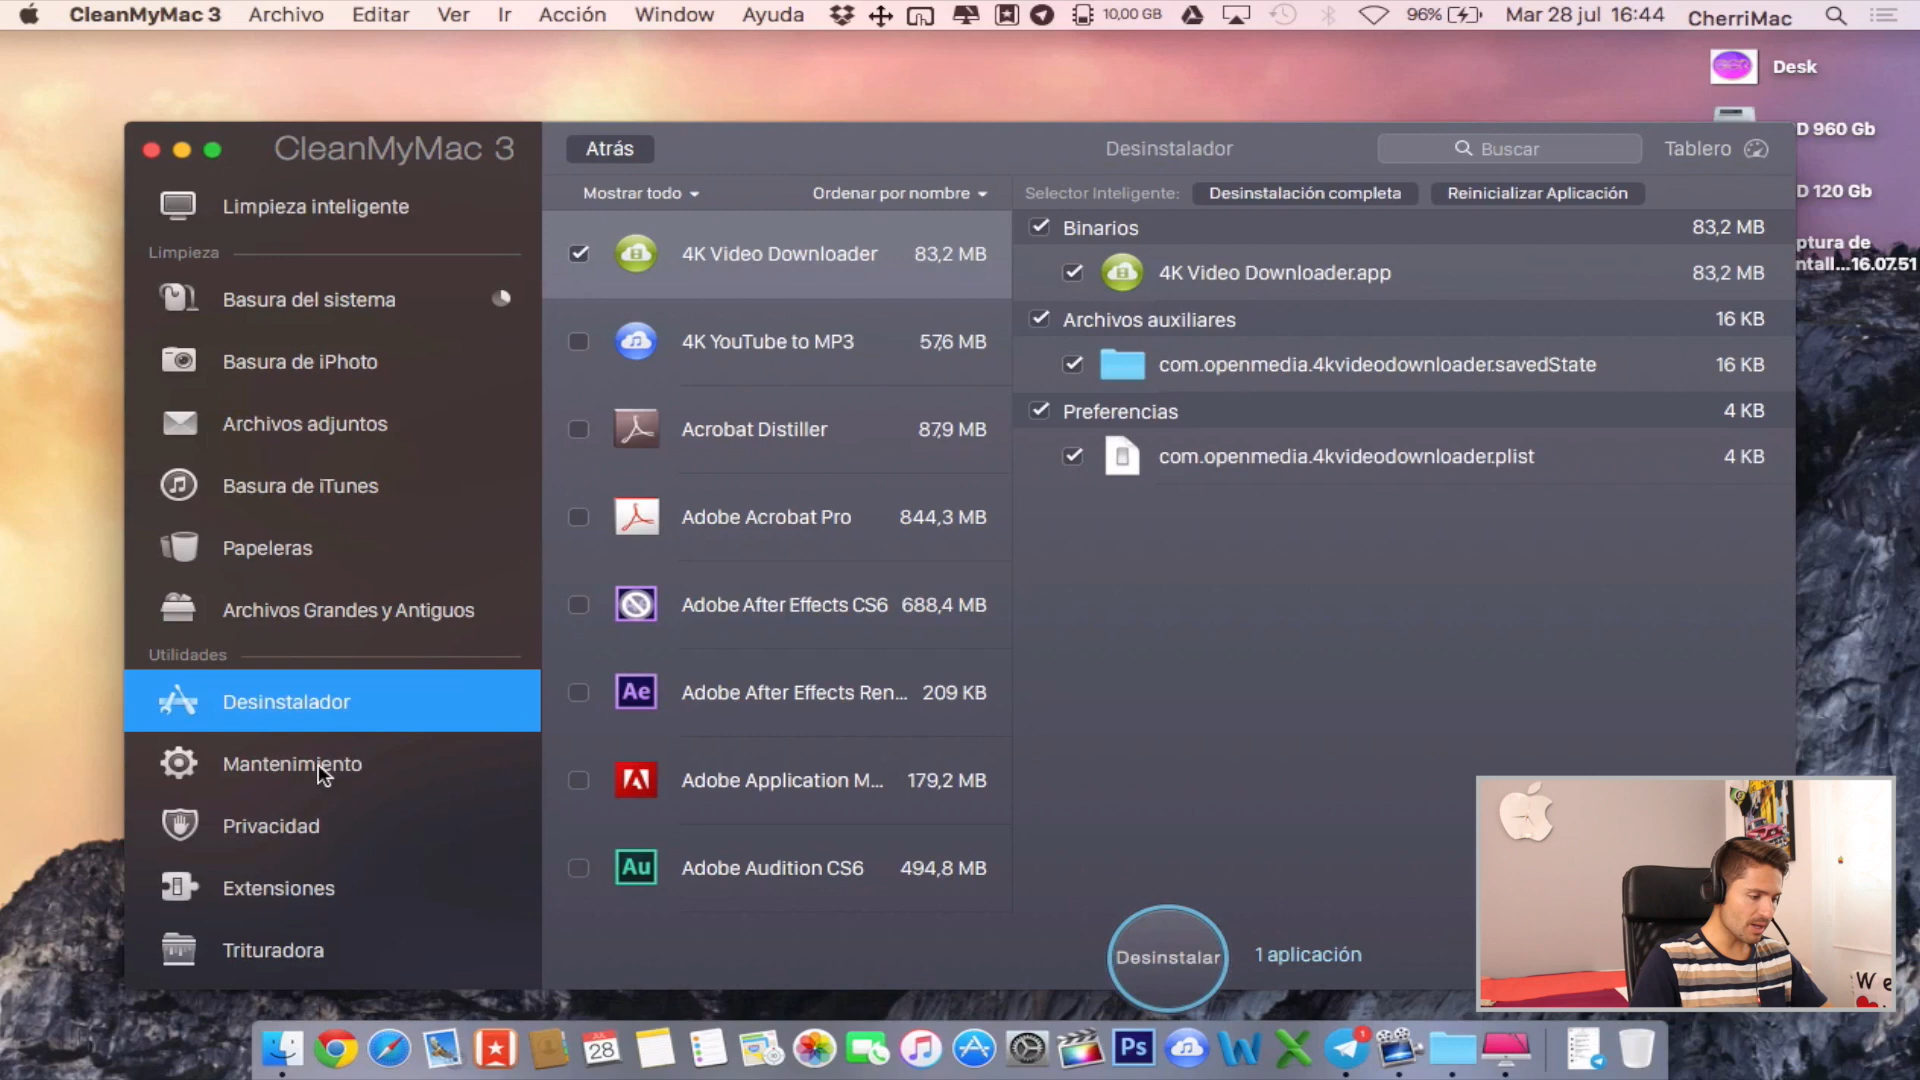 CleanMyMac 3 Archivo Editar Ver Ir Acción Window Ayuda 10,00 GB 96% Mar 28 jul 16:44 CherriMac
Desk
D 960 Gb
D 120 Gb
ptura de
ntall...16.07.51
CleanMyMac 3
Limpieza inteligente
Limpieza
Basura del sistema
Basura de iPhoto
Archivos adjuntos
Basura de iTunes
Papeleras
Archivos Grandes y Antiguos
Utilidades
Desinstalador
Mantenimiento
Privacidad
Extensiones
Trituradora
Atrás
Desinstalador
Buscar
Tablero
Mostrar todo
Ordenar por nombre
4K Video Downloader 83,2 MB
4K YouTube to MP3 57,6 MB
Acrobat Distiller 87,9 MB
Adobe Acrobat Pro 844,3 MB
Adobe After Effects CS6 688,4 MB
Ae
Adobe After Effects Ren... 209 KB
Adobe Application M... 179,2 MB
Au
Adobe Audition CS6 494,8 MB
Selector Inteligente: Desinstalación completa Reinicializar Aplicación
Binarios 83,2 MB
4K Video Downloader.app 83,2 MB
Archivos auxiliares 16 KB
com.openmedia.4kvideodownloader.savedState 16 KB
Preferencias 4 KB
com.openmedia.4kvideodownloader.plist 4 KB
Desinstalar
1 aplicación
We
JUL
28
Ps
1